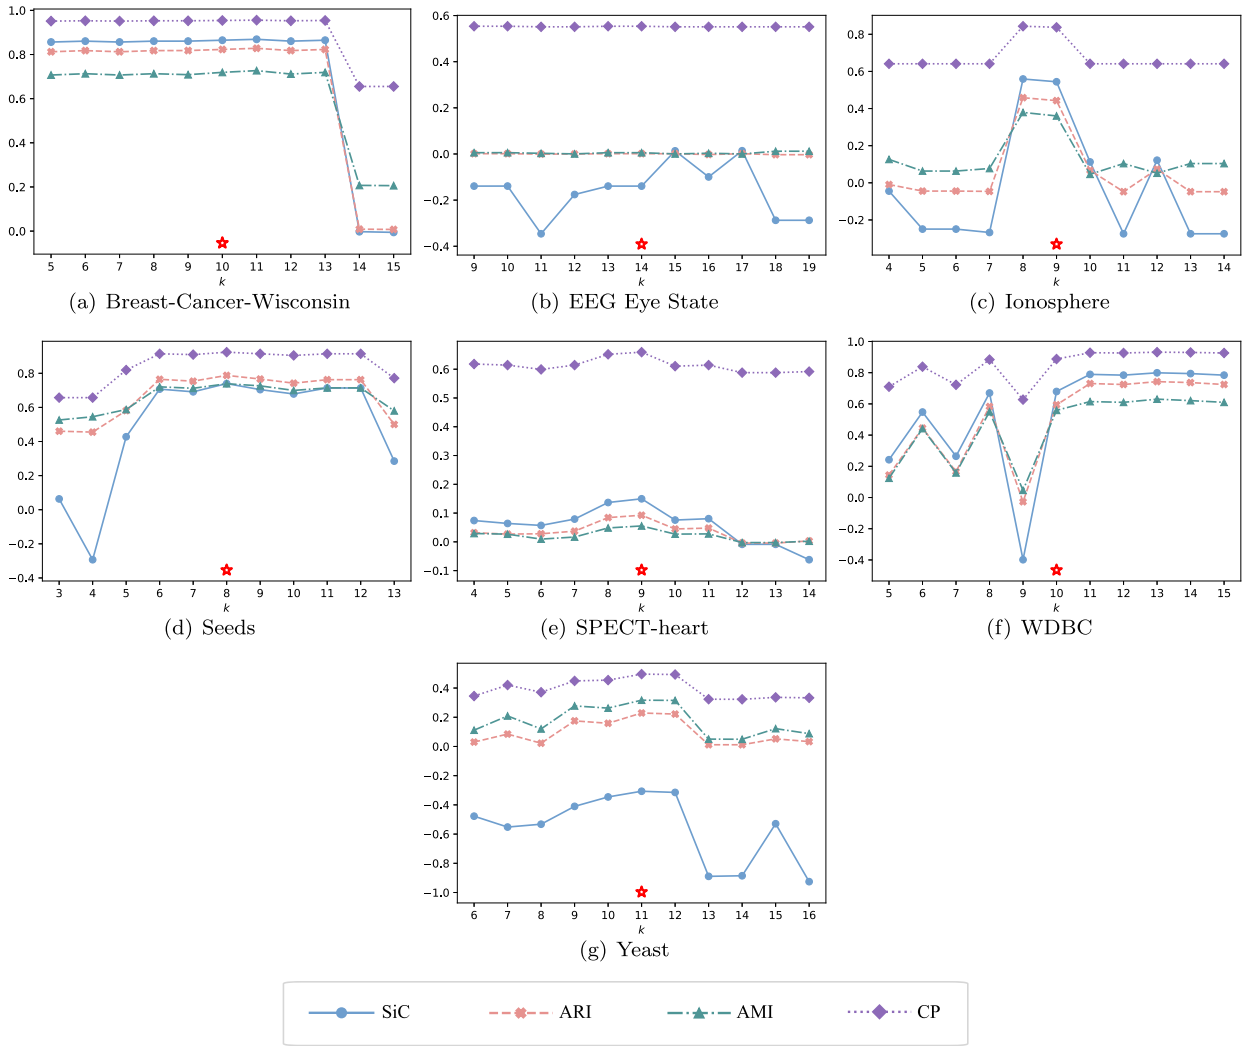 1.0
0.8
0.6
0.4
0.2
0.0
5 6 7 8 9 10 11 12 13 14 15
k
(a) Breast-Cancer-Wisconsin
0.6
0.4
0.2
0.0
−0.2
−0.4
9 10 11 12 13 14 15 16 17 18 19
k
(b) EEG Eye State
0.8
0.6
0.4
0.2
0.0
−0.2
4 5 6 7 8 9 10 11 12 13 14
k
(c) Ionosphere
0.8
0.6
0.4
0.2
0.0
−0.2
−0.4
3 4 5 6 7 8 9 10 11 12 13
k
(d) Seeds
0.6
0.5
0.4
0.3
0.2
0.1
0.0
−0.1
4 5 6 7 8 9 10 11 12 13 14
k
(e) SPECT-heart
1.0
0.8
0.6
0.4
0.2
0.0
−0.2
−0.4
5 6 7 8 9 10 11 12 13 14 15
k
(f) WDBC
0.4
0.2
0.0
−0.2
−0.4
−0.6
−0.8
−1.0
6 7 8 9 10 11 12 13 14 15 16
k
(g) Yeast
SiC ARI AMI CP